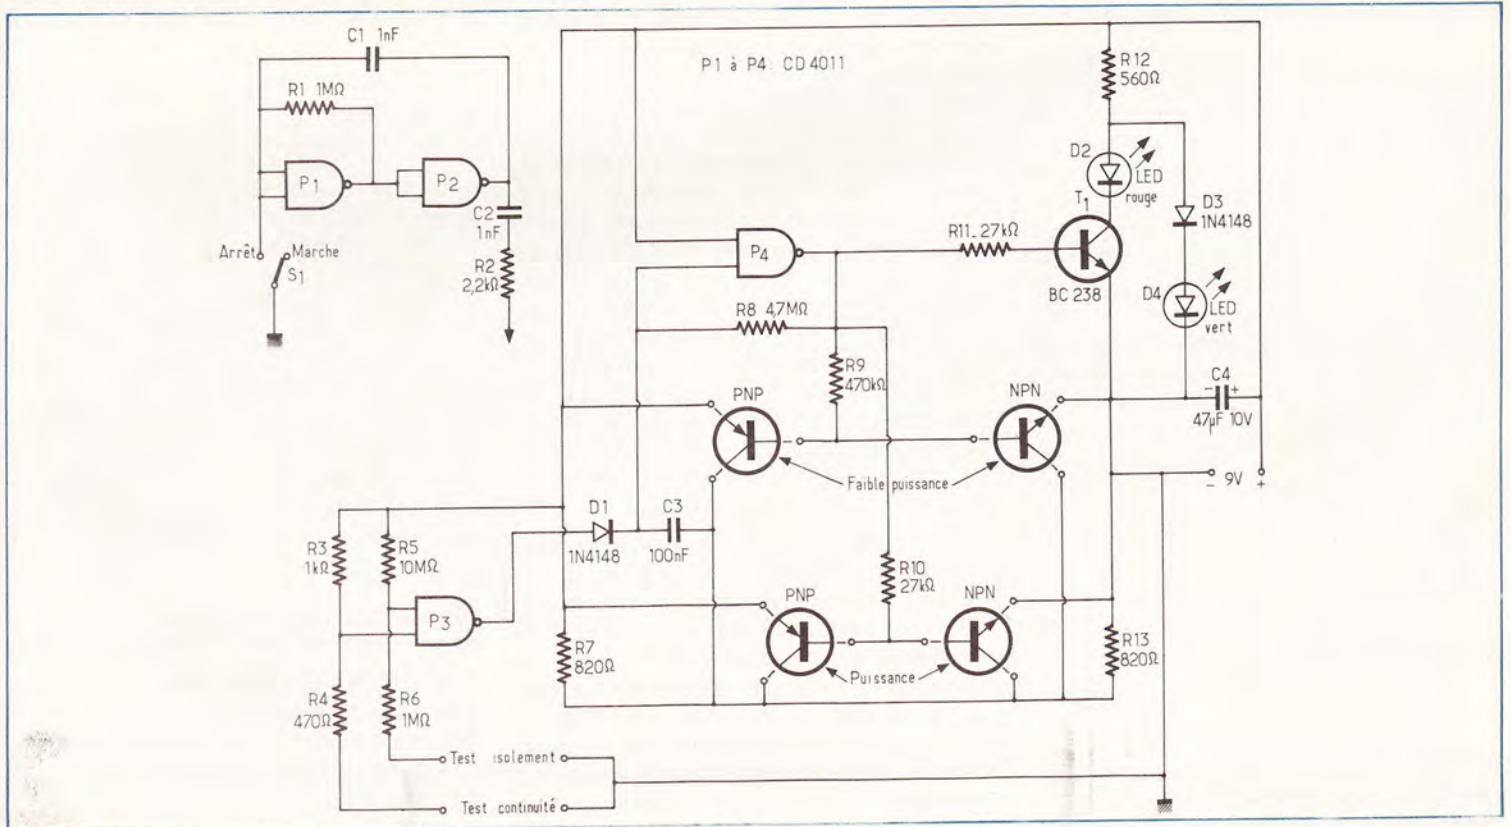 C1 1nF
R1 1MΩ
P1
P2
C2
1nF
R2
2,2kΩ
Arrêt
Marche
S1
P1 à P4: CD 4011
R12
560Ω
D2
LED
rouge
T1
D3
1N4148
P4
R11_27kΩ
BC 238
D4
LED
vert
R8 4,7MΩ
R9
470kΩ
PNP
NPN
C4
- +
47µF 10V
Faible puissance
- 9V +
D1
1N4148
C3
100nF
R3
1kΩ
R5
10MΩ
P3
R10
27kΩ
PNP
NPN
R7
820Ω
R13
820Ω
Puissance
R4
470Ω
R6
1MΩ
Test isolement
Test continuité